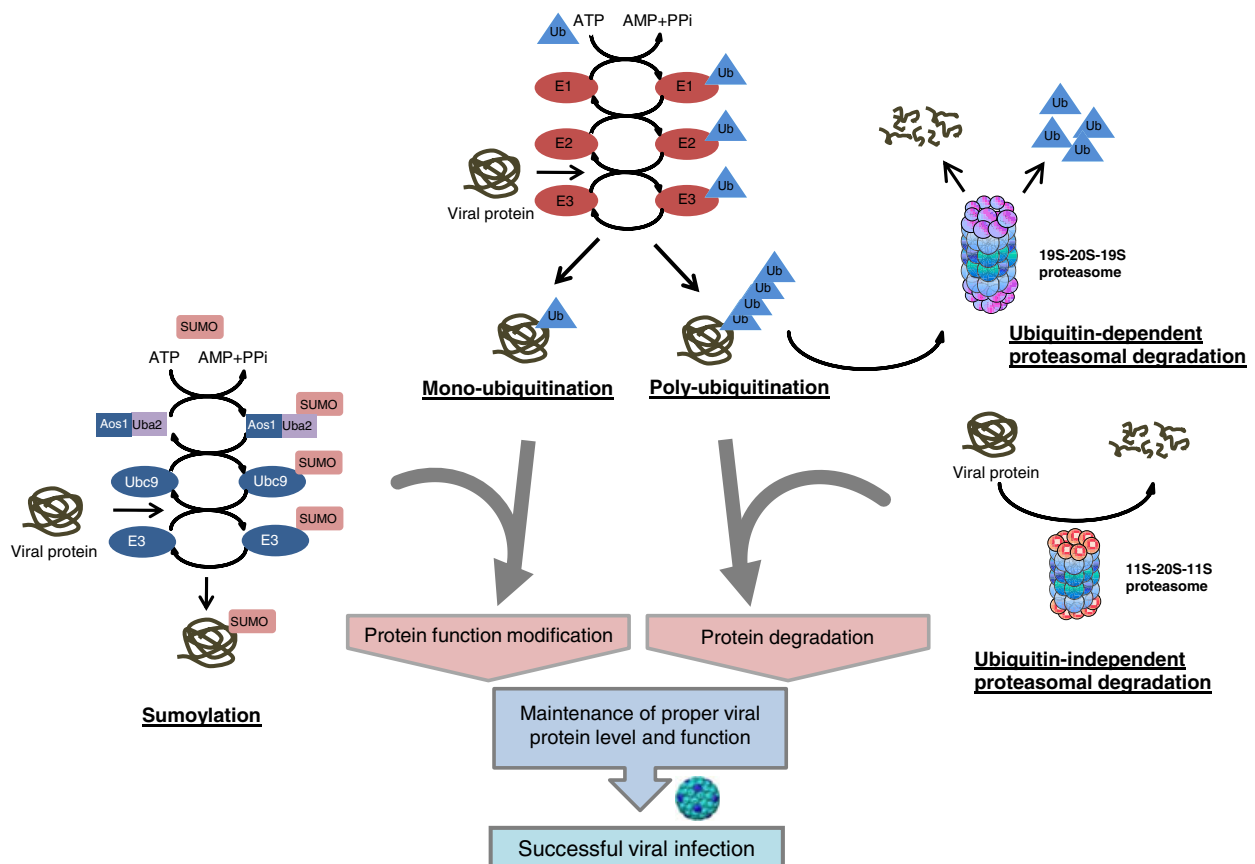 ATP AMP+PPi
Ub
Ub
E1 E1
Ub
E2 E2
Viral protein
Ub
E3 E3
Ub
Mono-ubiquitination
Ub
Ub
Ub
Ub
Poly-ubiquitination
Ub
Ub
Ub
Ub
19S-20S-19S
proteasome
Ubiquitin-dependent
proteasomal degradation
SUMO
ATP AMP+PPi
SUMO
Aos1 Uba2 Aos1 Uba2
SUMO
Ubc9 Ubc9
Viral protein
SUMO
E3 E3
SUMO
Sumoylation
Viral protein
11S-20S-11S
proteasome
Ubiquitin-independent
proteasomal degradation
Protein function modification
Protein degradation
Maintenance of proper viral
protein level and function
Successful viral infection